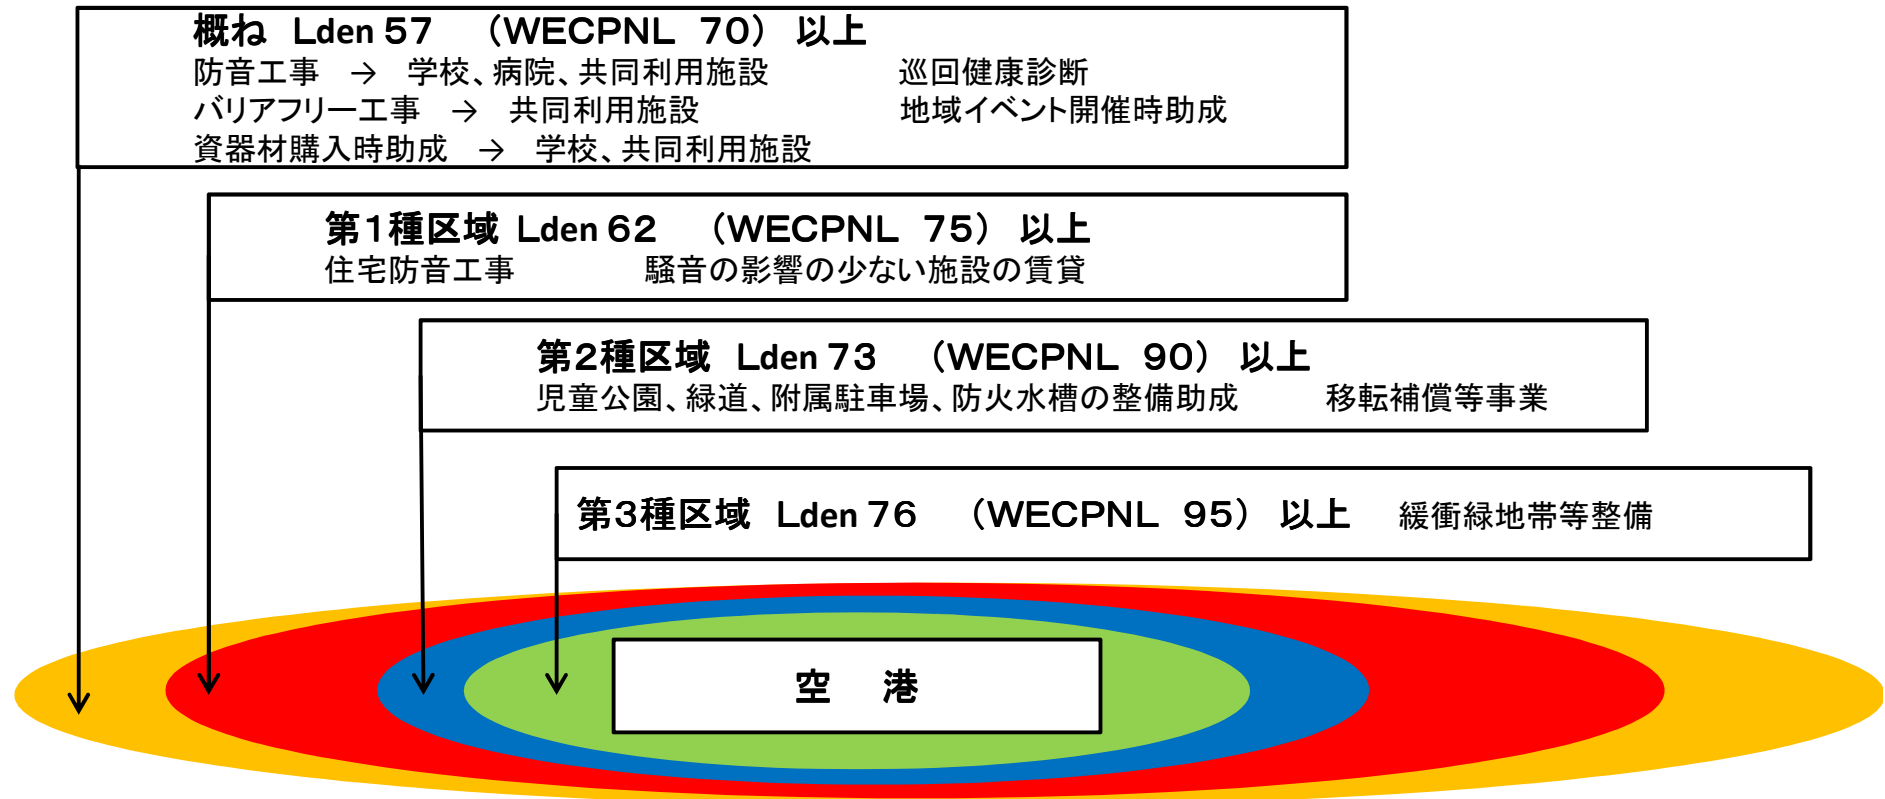 概ね　Lden 57　（WECPNL　70）以上
防音工事　→　学校、病院、共同利用施設　　　　巡回健康診断
バリアフリー工事　→　共同利用施設　　　　地域イベント開催時助成
資器材購入時助成　→　学校、共同利用施設
第１種区域　Lden 62　（WECPNL　75）以上
住宅防音工事　　　　騒音の影響の少ない施設の賃貸
第２種区域　Lden 73　（WECPNL　90）以上
児童公園、緑道、附属駐車場、防火水槽の整備助成　　　移転補償等事業
第３種区域　Lden 76　（WECPNL　95）以上　緩衝緑地帯等整備
空　港